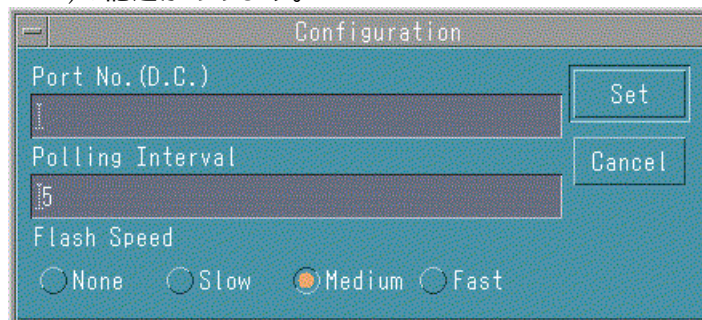 Configuration
Port No.(D.C.)
Set
Polling Interval
Cancel
5
Flash Speed
None Slow Medium Fast